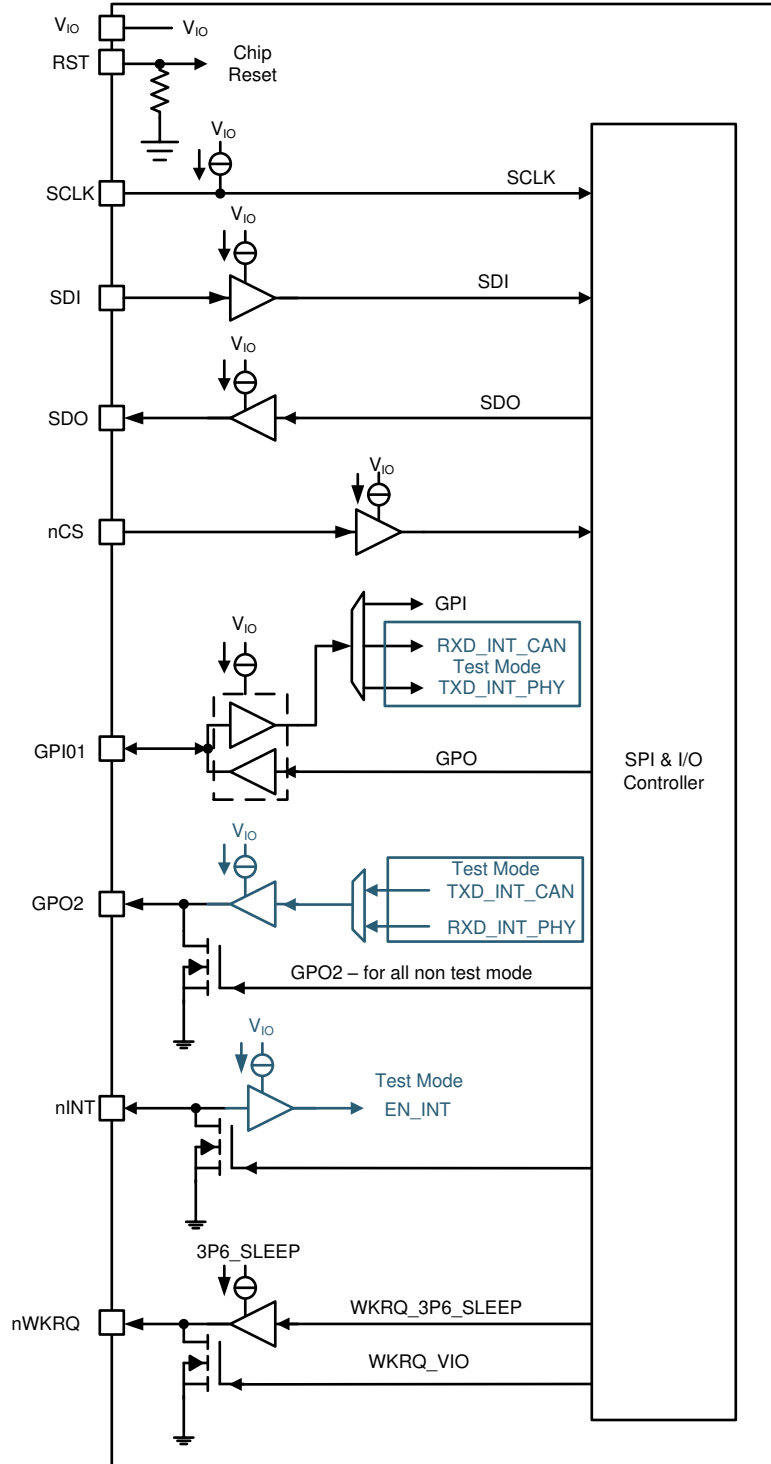 VIO
VIO
RST
Chip
Reset
VIO
SCLK
SCLK
VIO
SDI
SDI
VIO
SDO
SDO
VIO
nCS
GPI
VIO
RXD_INT_CAN
Test Mode
TXD_INT_PHY
GPI01
GPO
SPI & I/O
Controller
VIO
Test Mode
TXD_INT_CAN
GPO2
RXD_INT_PHY
GPO2 – for all non test mode
VIO
Test Mode
nINT
EN_INT
3P6_SLEEP
WKRQ_3P6_SLEEP
nWKRQ
WKRQ_VIO